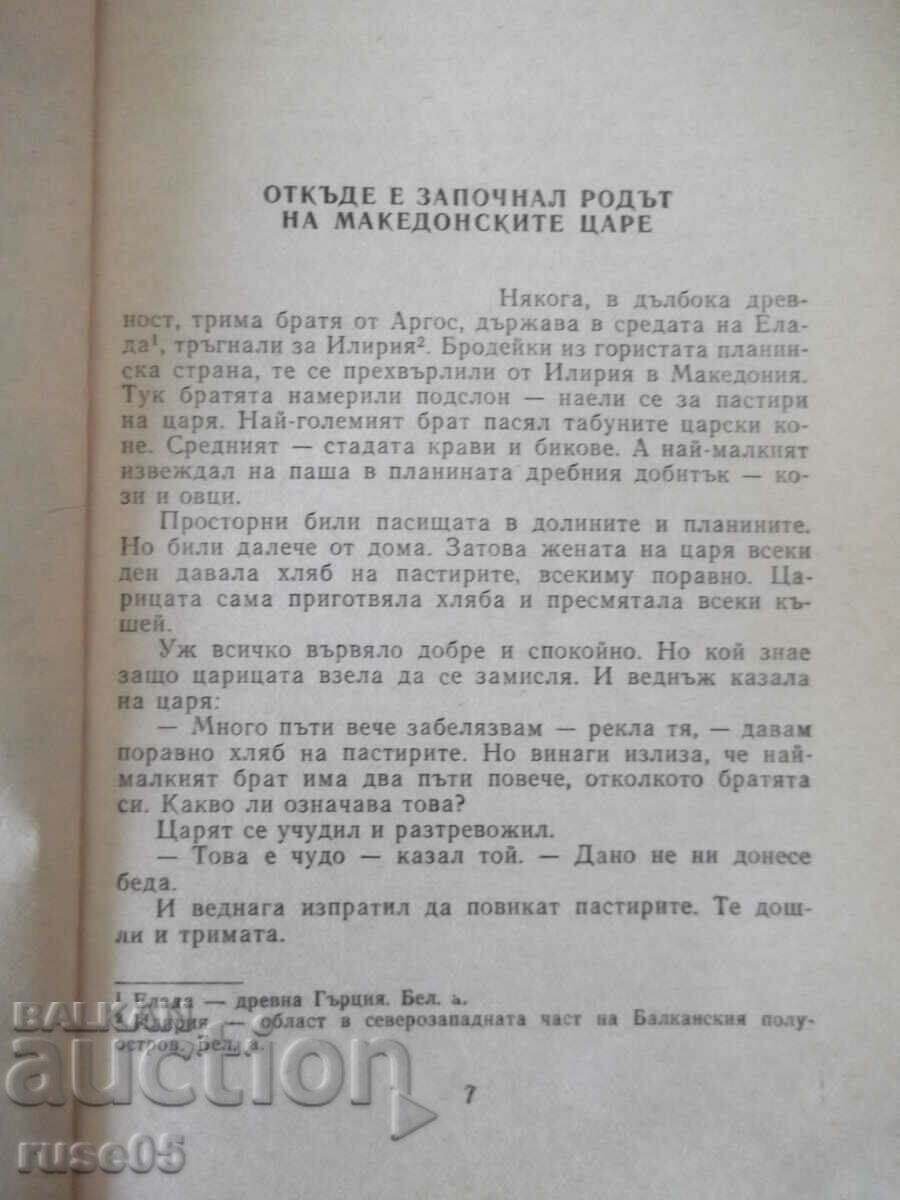 ОТКЪДЕ Е ЗАПОЧНАЛ РОДЪТ
НА МАКЕДОНСКИТЕ ЦАРЕ
Някога, в дълбока древ-
ност, трима братя от Аргос, държава в средата на Ела-
да¹, тръгнали за Илирия². Бродейки из гористата планин-
ска страна, те се прехвърлили от Илирия в Македония.
Тук братята намерили подслон — наели се за пастири
на царя. Най-големият брат пасял табуните царски ко-
не. Средният — стадата крави и бикове. А най-малкият
извеждал на паша в планината дребния добитък — ко-
зи и овци.
Просторни били пасищата в долините и планините.
Но били далече от дома. Затова жената на царя всеки
ден давала хляб на пастирите, всекиму поравно. Ца-
рицата сама приготвяла хляба и пресмятала всеки къ-
шей.
Уж всичко вървяло добре и спокойно. Но кой знае
защо царицата взела да се замисля. И веднъж казала
на царя:
— Много пъти вече забелязвам — рекла тя, — давам
поравно хляб на пастирите. Но винаги излиза, че най-
малкият брат има два пъти повече, отколкото братята
си. Какво ли означава това?
Царят се учудил и разтревожил.
— Това е чудо — казал той. — Дано не ни донесе
беда.
И веднага изпратил да повикат пастирите. Те дош-
ли и тримата.
¹ Елада — древна Гърция. Бел. а.
² Илирия — област в северозападната част на Балканския полу-
остров. Бел. а.
7
BALKAN
auction
ruse05